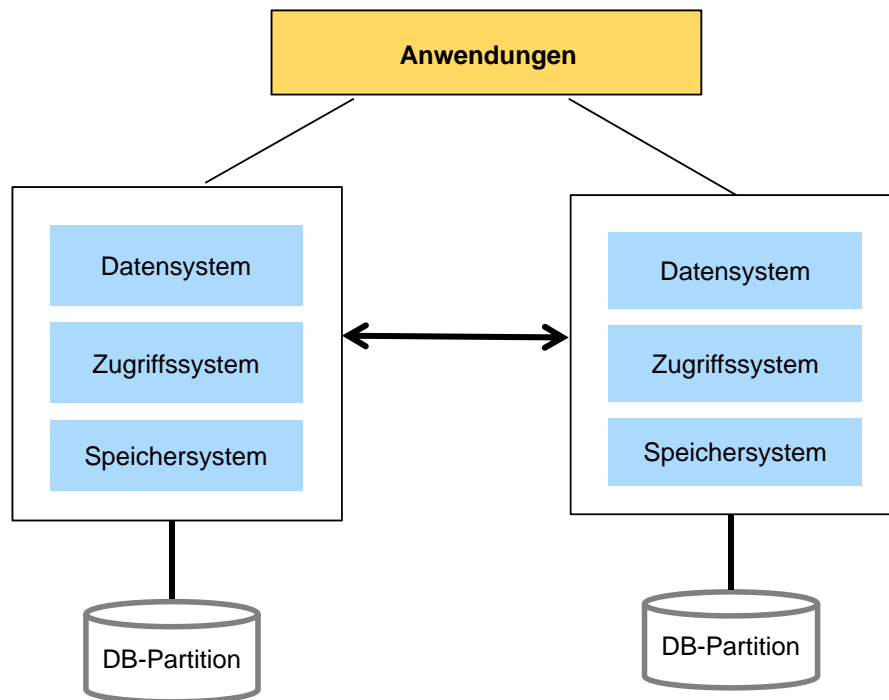 Anwendungen
Datensystem
Zugriffssystem
Speichersystem
DB-Partition
Datensystem
Zugriffssystem
Speichersystem
DB-Partition